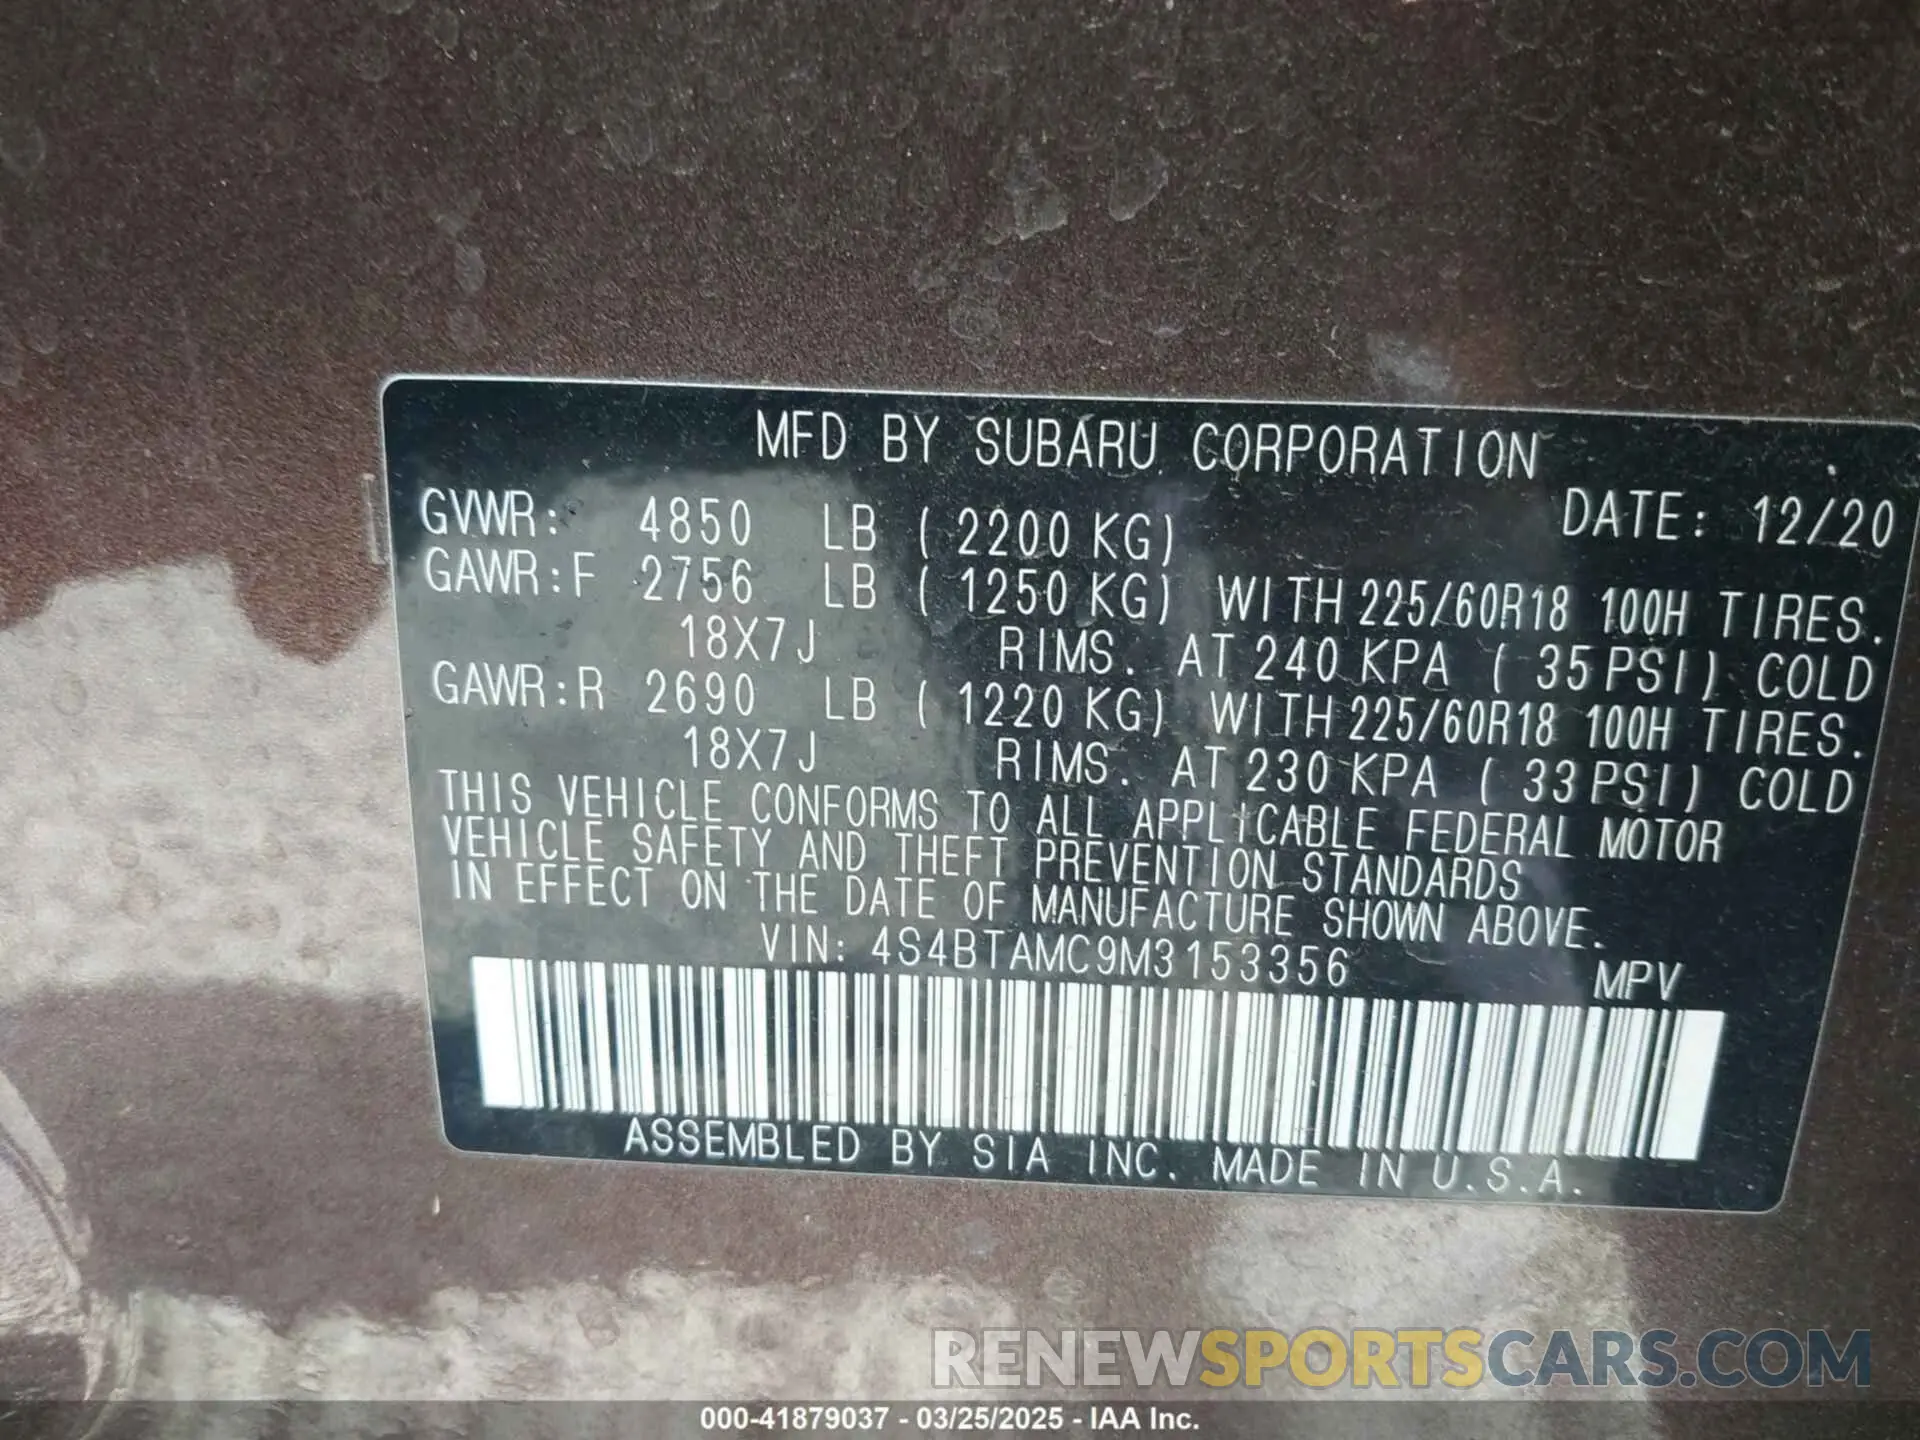 MFD BY SUBARU CORPORATION
GVWR: 4850 LB ( 2200 KG) DATE: 12/20
GAWR:F 2756 LB ( 1250 KG) WITH 225/60R18 100H TIRES.
18X7J RIMS. AT 240 KPA ( 35 PSI) COLD
GAWR:R 2690 LB ( 1220 KG) WITH 225/60R18 100H TIRES.
18X7J RIMS. AT 230 KPA ( 33 PSI) COLD
THIS VEHICLE CONFORMS TO ALL APPLICABLE FEDERAL MOTOR
VEHICLE SAFETY AND THEFT PREVENTION STANDARDS
IN EFFECT ON THE DATE OF MANUFACTURE SHOWN ABOVE.
VIN: 4S4BTAMC9M3153356 MPV
ASSEMBLED BY SIA INC. MADE IN U.S.A.
RENEWSPORTSCARS.COM
000-41879037 - 03/25/2025 - IAA Inc.